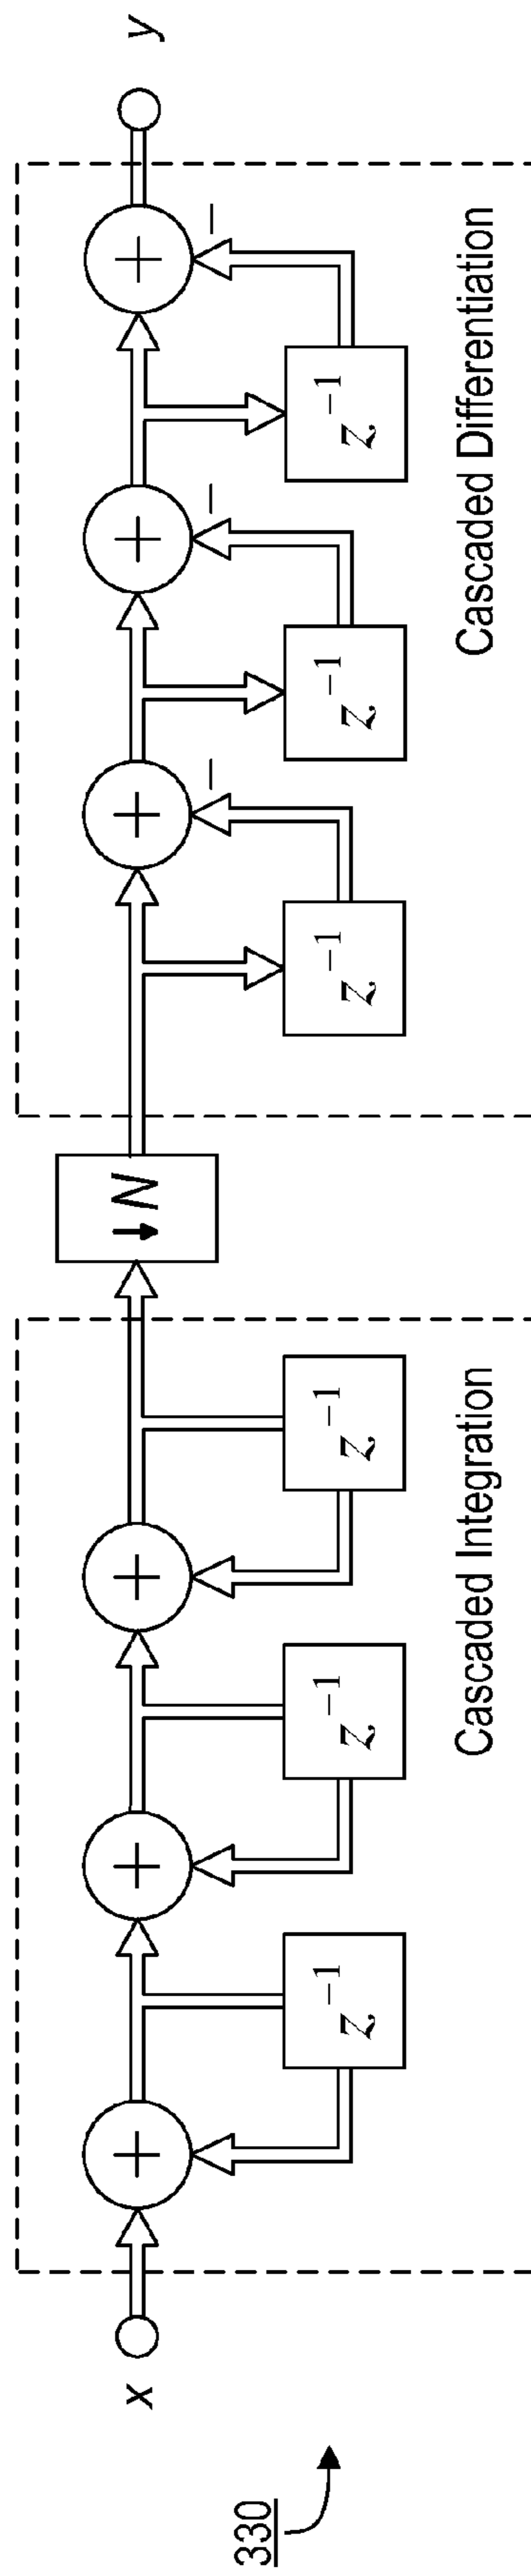 330
x
+
z⁻¹
+
z⁻¹
+
z⁻¹
Cascaded Integration
↓N
+
−
z⁻¹
+
−
z⁻¹
+
−
z⁻¹
Cascaded Differentiation
y